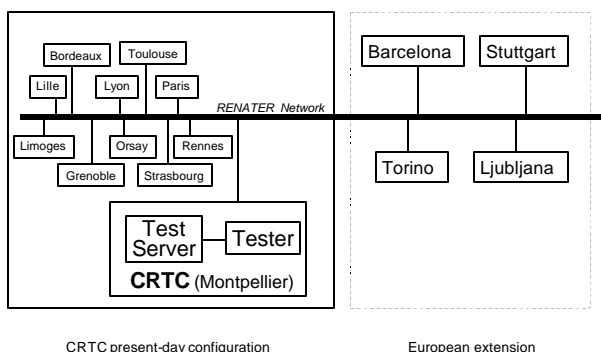 Bordeaux
Toulouse
Lille
Lyon
Paris
RENATER Network
Limoges
Orsay
Rennes
Grenoble
Strasbourg
Test
Server
Tester
CRTC (Montpellier)
Barcelona
Stuttgart
Torino
Ljubljana
CRTC present-day configuration
European extension